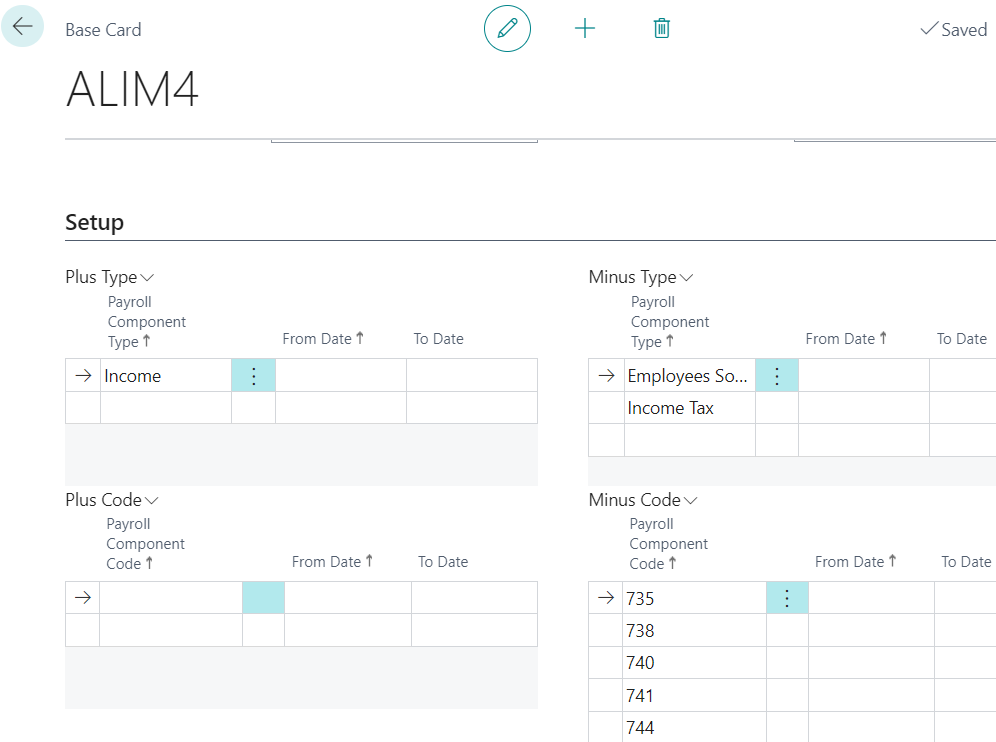 Base Card
Saved
ALIM4
Setup
Plus Type
Payroll
Component
Type
From Date
To Date
Income
Minus Type
Payroll
Component
Type
From Date
To Date
Employees So...
Income Tax
Plus Code
Payroll
Component
Code
From Date
To Date
Minus Code
Payroll
Component
Code
From Date
To Date
735
738
740
741
744